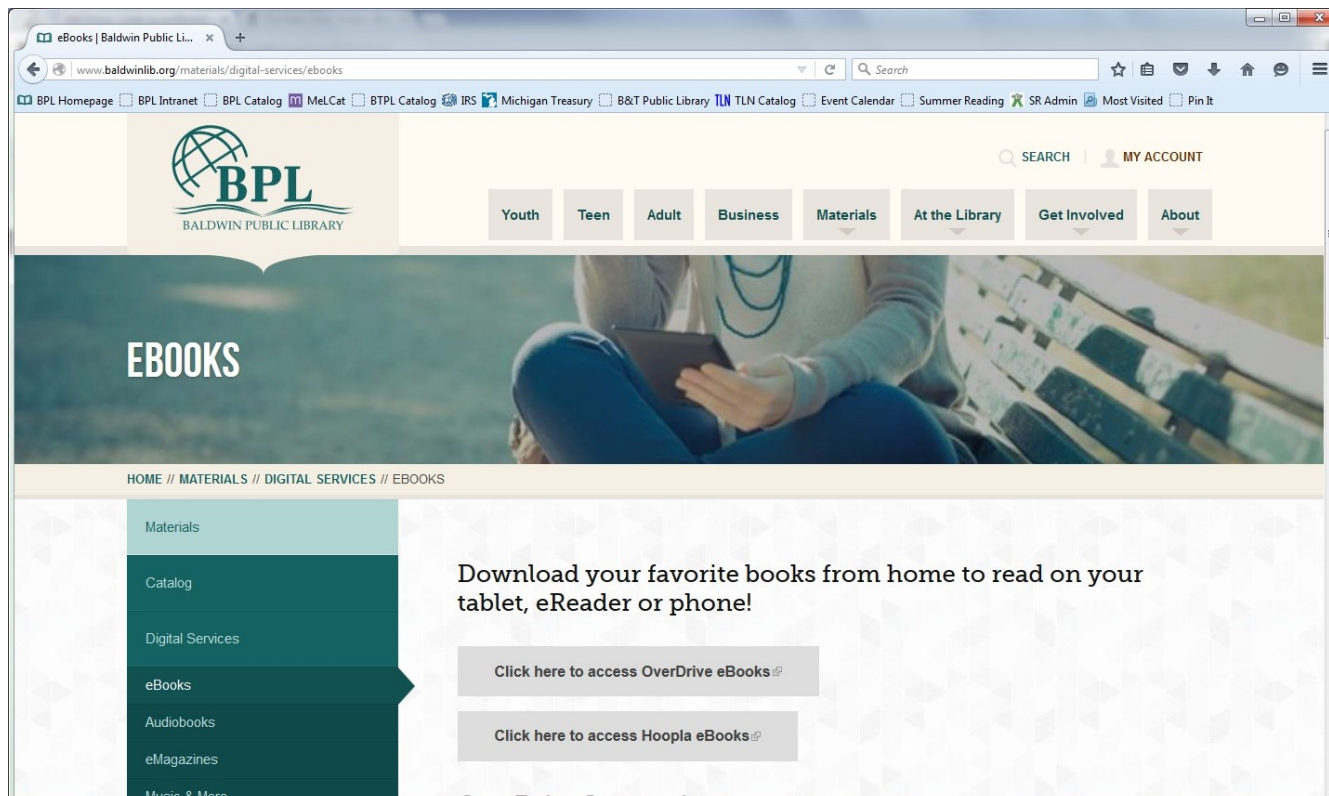 eBooks | Baldwin Public Li...
www.baldwinlib.org/materials/digital-services/ebooks
Search
BPL Homepage BPL Intranet BPL Catalog MeLCat BTPL Catalog IRS Michigan Treasury B&T Public Library TLN TLN Catalog Event Calendar Summer Reading SR Admin Most Visited Pin It
BPL
BALDWIN PUBLIC LIBRARY
SEARCH MY ACCOUNT
Youth Teen Adult Business Materials At the Library Get Involved About
EBOOKS
HOME // MATERIALS // DIGITAL SERVICES // EBOOKS
Materials
Catalog
Digital Services
eBooks
Audiobooks
eMagazines
Music & More
Download your favorite books from home to read on your
tablet, eReader or phone!
Click here to access OverDrive eBooks
Click here to access Hoopla eBooks